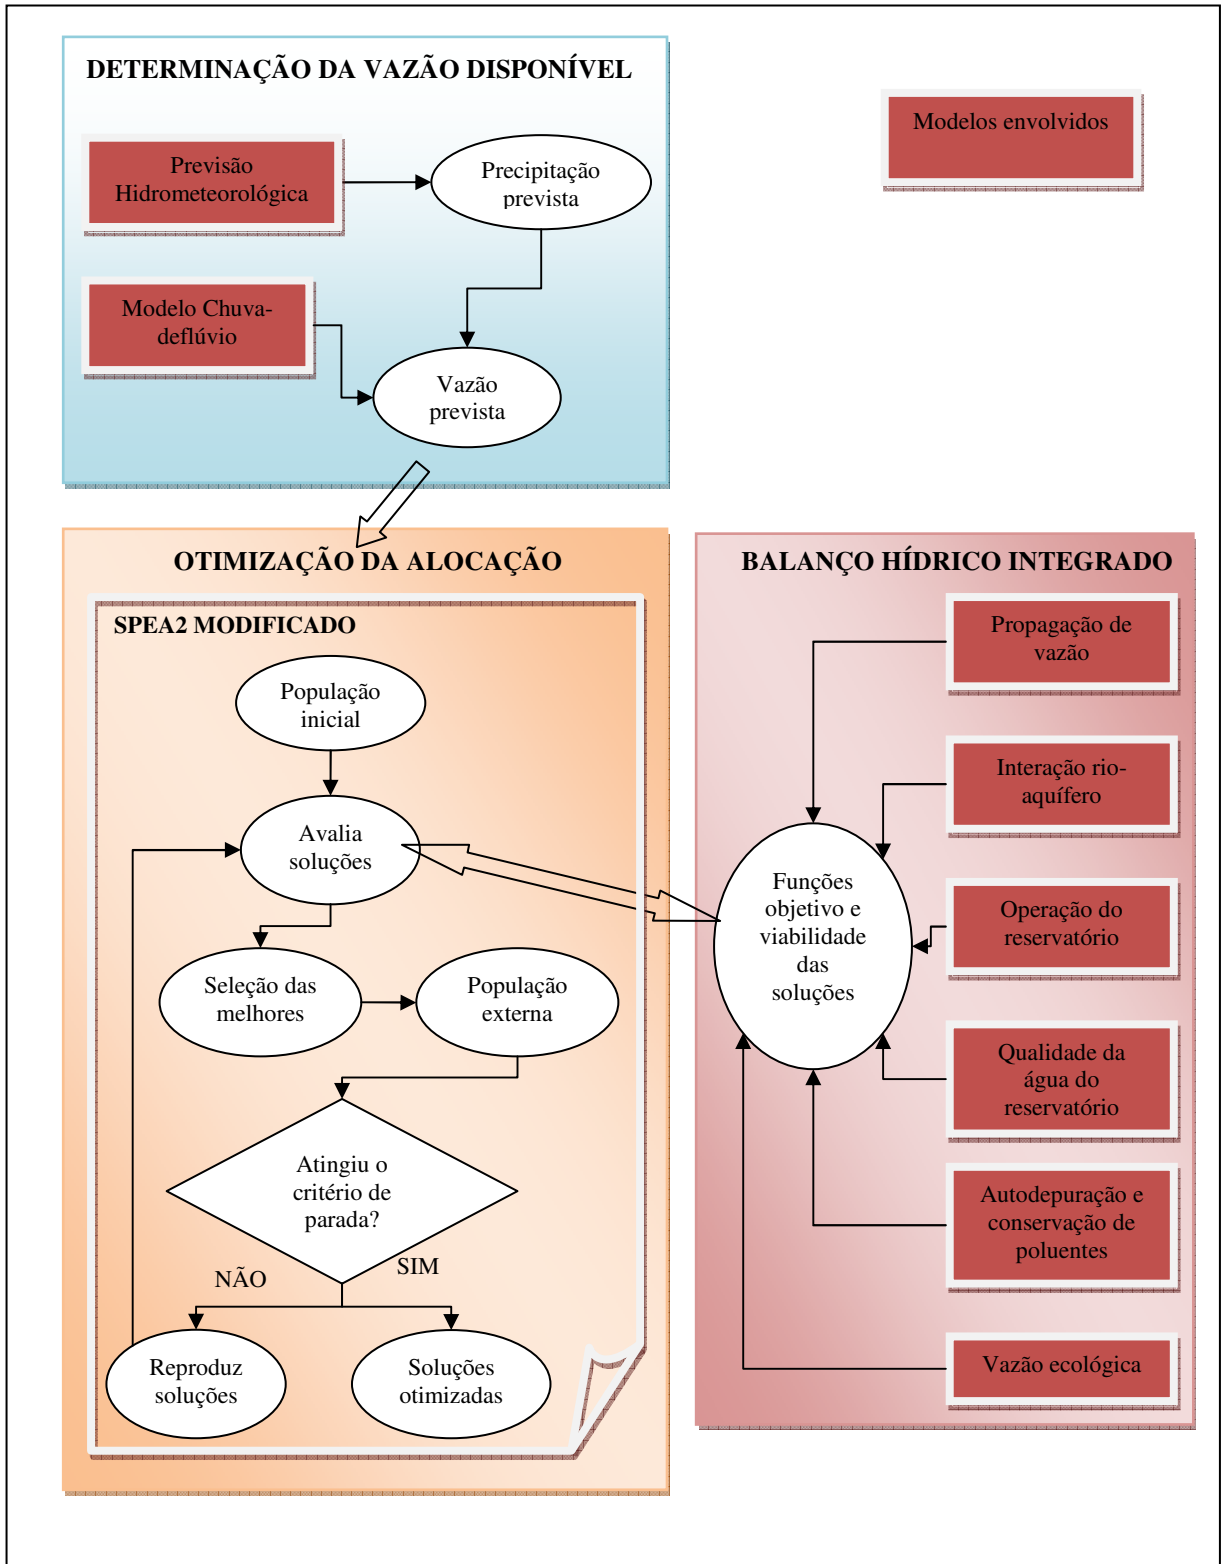 DETERMINAÇÃO DA VAZÃO DISPONÍVEL
Modelos envolvidos
Previsão
Hidrometeorológica
Precipitação
prevista
Modelo Chuva-
deflúvio
Vazão
prevista
OTIMIZAÇÃO DA ALOCAÇÃO
SPEA2 MODIFICADO
População
inicial
Avalia
soluções
Seleção das
melhores
População
externa
Atingiu o
critério de
parada?
NÃO
SIM
Reproduz
soluções
Soluções
otimizadas
BALANÇO HÍDRICO INTEGRADO
Propagação de
vazão
Interação rio-
aquífero
Funções
objetivo e
viabilidade
das
soluções
Operação do
reservatório
Qualidade da
água do
reservatório
Autodepuração e
conservação de
poluentes
Vazão ecológica